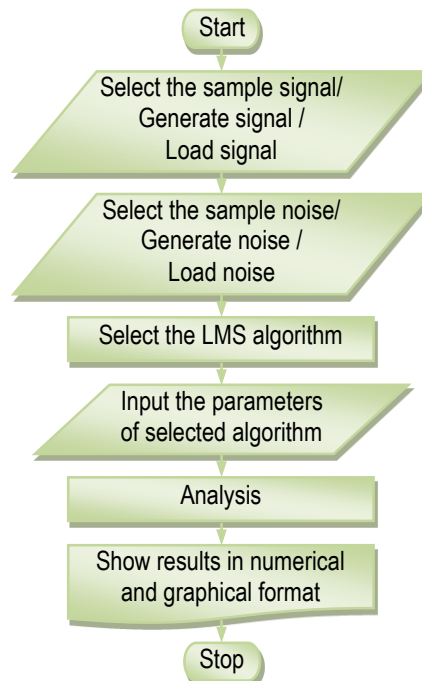 Start
Select the sample signal/
Generate signal /
Load signal
Select the sample noise/
Generate noise /
Load noise
Select the LMS algorithm
Input the parameters
of selected algorithm
Analysis
Show results in numerical
and graphical format
Stop